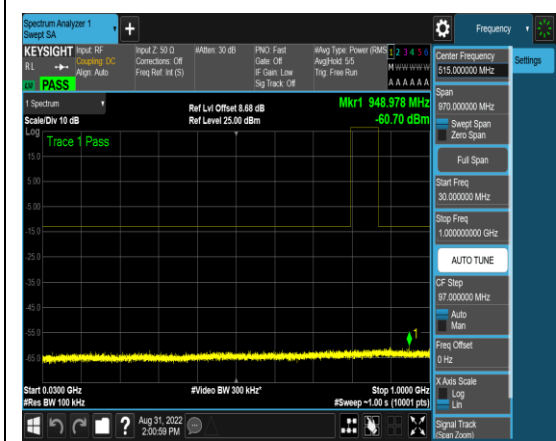 Spectrum Analyzer 1
Swept SA
Frequency
KEYSIGHT Input: RF
RL Coupling: DC
Align: Auto
Input Z: 50 Ω
Corrections: Off
Freq Ref: Int (S)
#Atten: 30 dB
PNO: Fast
Gate: Off
IF Gain: Low
Sig Track: Off
#Avg Type: Power (RMS
Avg|Hold: 5/5
Trig: Free Run
1 2 3 4 5 6
M W W W W W
A A A A A A
PASS
1 Spectrum
Scale/Div 10 dB
Ref Lvl Offset 8.68 dB
Ref Level 25.00 dBm
Mkr1 948.978 MHz
-60.70 dBm
Log
Trace 1 Pass
15.0
5.00
-5.00
-15.0
-25.0
-35.0
-45.0
-55.0
-65.0
1
Start 0.0300 GHz
#Res BW 100 kHz
#Video BW 300 kHz*
Stop 1.0000 GHz
#Sweep ~1.00 s (10001 pts)
Center Frequency
515.000000 MHz
Settings
Span
970.000000 MHz
Swept Span
Zero Span
Full Span
Start Freq
30.000000 MHz
Stop Freq
1.000000000 GHz
AUTO TUNE
CF Step
97.000000 MHz
Auto
Man
Freq Offset
0 Hz
X Axis Scale
Log
Lin
Signal Track
(Span Zoom)
?
Aug 31, 2022
2:00:59 PM